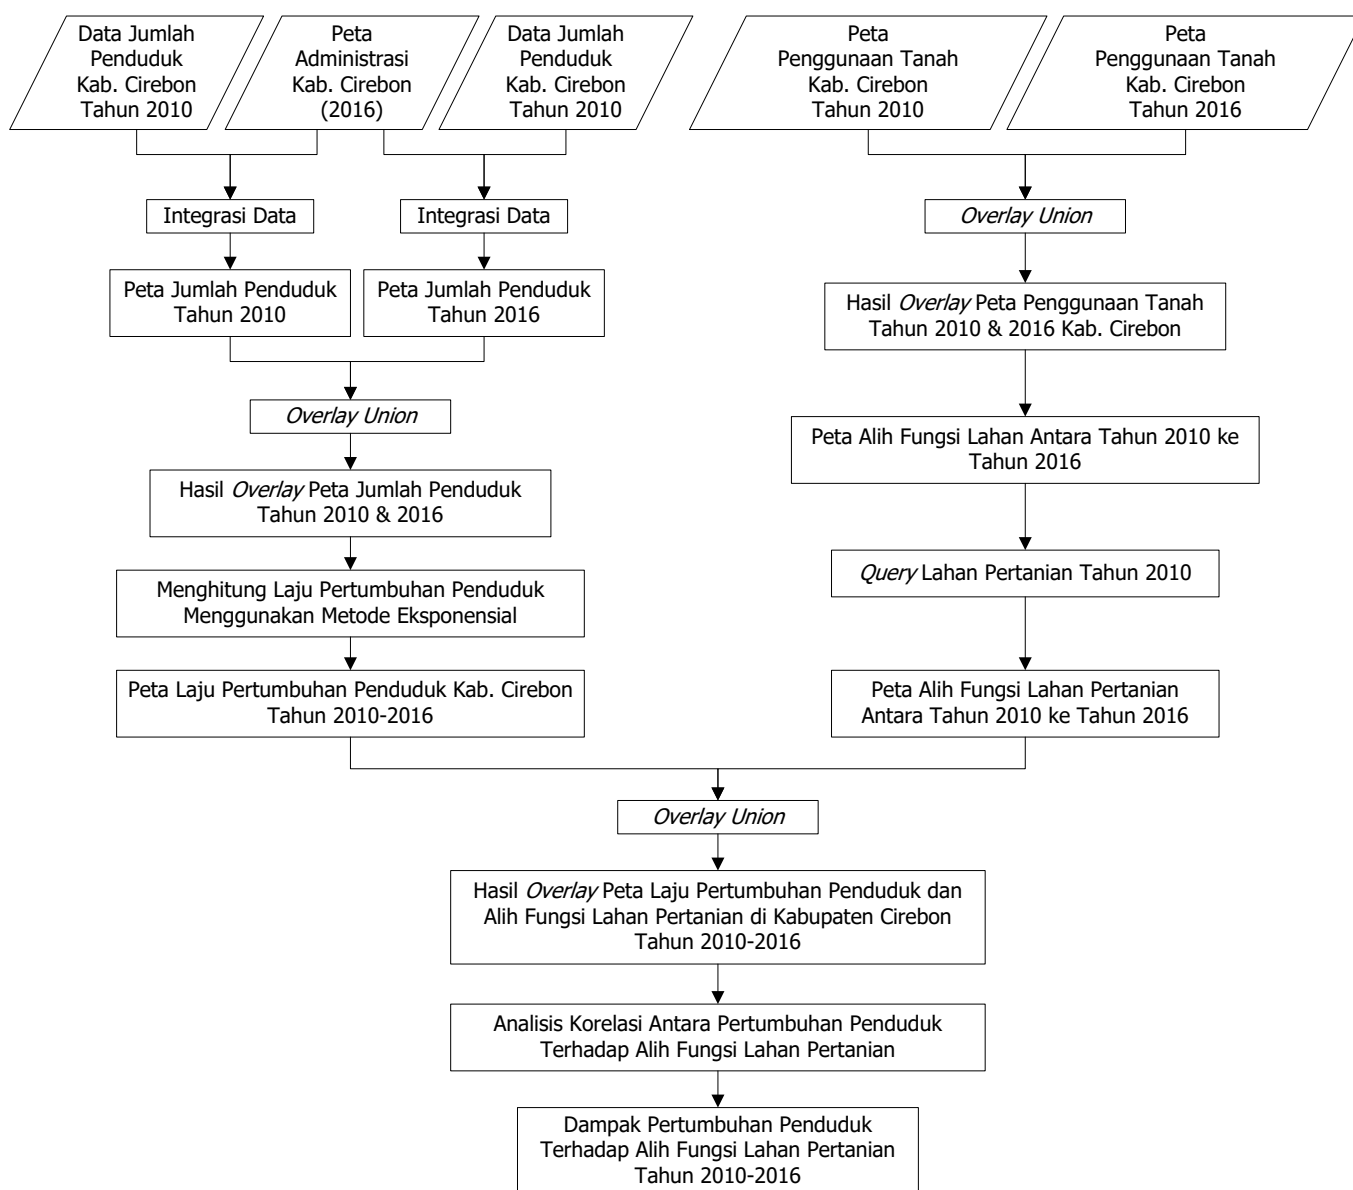 Data Jumlah
Penduduk
Kab. Cirebon
Tahun 2010
Peta
Administrasi
Kab. Cirebon
(2016)
Data Jumlah
Penduduk
Kab. Cirebon
Tahun 2010
Peta
Penggunaan Tanah
Kab. Cirebon
Tahun 2010
Peta
Penggunaan Tanah
Kab. Cirebon
Tahun 2016
Integrasi Data
Integrasi Data
Overlay Union
Peta Jumlah Penduduk
Tahun 2010
Peta Jumlah Penduduk
Tahun 2016
Hasil Overlay Peta Penggunaan Tanah
Tahun 2010 & 2016 Kab. Cirebon
Overlay Union
Peta Alih Fungsi Lahan Antara Tahun 2010 ke
Tahun 2016
Hasil Overlay Peta Jumlah Penduduk
Tahun 2010 & 2016
Query Lahan Pertanian Tahun 2010
Menghitung Laju Pertumbuhan Penduduk
Menggunakan Metode Eksponensial
Peta Laju Pertumbuhan Penduduk Kab. Cirebon
Tahun 2010-2016
Peta Alih Fungsi Lahan Pertanian
Antara Tahun 2010 ke Tahun 2016
Overlay Union
Hasil Overlay Peta Laju Pertumbuhan Penduduk dan
Alih Fungsi Lahan Pertanian di Kabupaten Cirebon
Tahun 2010-2016
Analisis Korelasi Antara Pertumbuhan Penduduk
Terhadap Alih Fungsi Lahan Pertanian
Dampak Pertumbuhan Penduduk
Terhadap Alih Fungsi Lahan Pertanian
Tahun 2010-2016